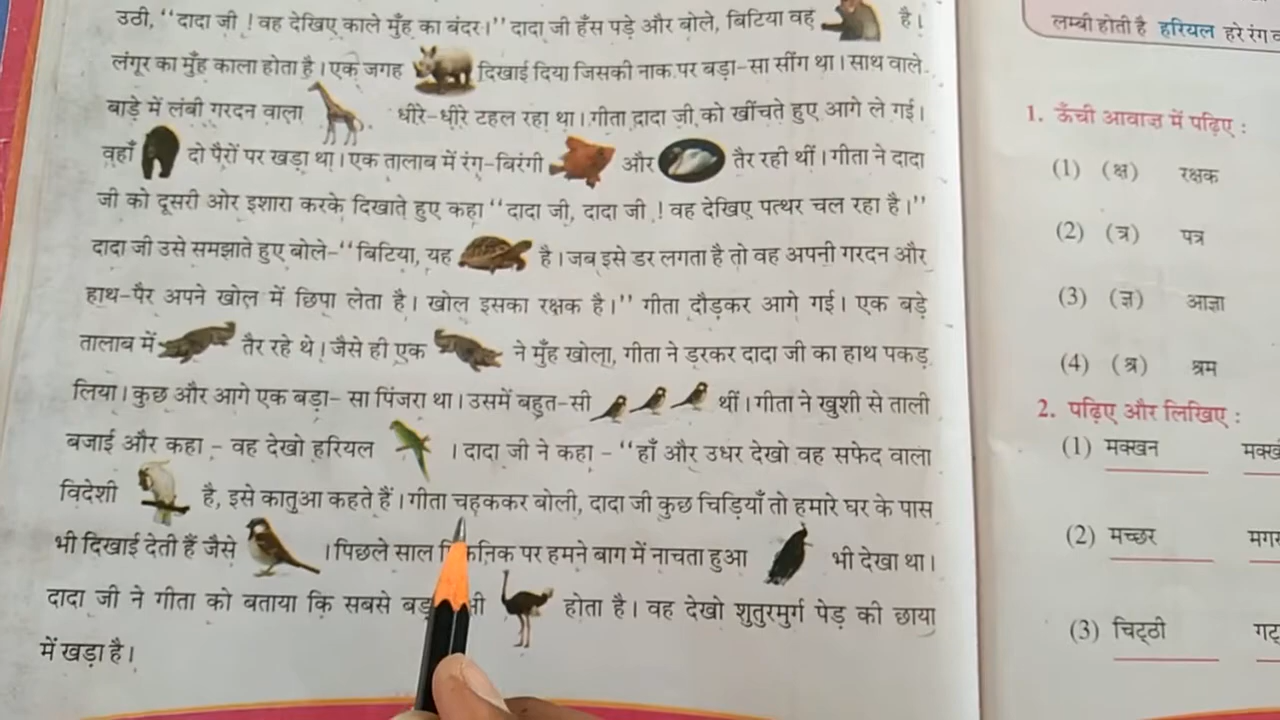 उठी, "दादा जी ! वह देखिए काले मुँह का बंदर।" दादा जी हँस पड़े और बोले, बिटिया वह है।
लंगूर का मुँह काला होता है। एक जगह दिखाई दिया जिसकी नाक पर बड़ा-सा सींग था। साथ वाले
बाड़े में लंबी गरदन वाला धीरे-धीरे टहल रहा था। गीता दादा जी को खींचते हुए आगे ले गई।
वहाँ दो पैरों पर खड़ा था। एक तालाब में रंग-बिरंगी और तैर रही थीं। गीता ने दादा
जी को दूसरी ओर इशारा करके दिखाते हुए कहा "दादा जी, दादा जी ! वह देखिए पत्थर चल रहा है।"
दादा जी उसे समझाते हुए बोले-"बिटिया, यह है। जब इसे डर लगता है तो वह अपनी गरदन और
हाथ-पैर अपने खोल में छिपा लेता है। खोल इसका रक्षक है।" गीता दौड़कर आगे गई। एक बड़े
तालाब में तैर रहे थे। जैसे ही एक ने मुँह खोला, गीता ने डरकर दादा जी का हाथ पकड़
लिया। कुछ और आगे एक बड़ा- सा पिंजरा था। उसमें बहुत-सी थीं। गीता ने खुशी से ताली
बजाई और कहा - वह देखो हरियल । दादा जी ने कहा - "हाँ और उधर देखो वह सफेद वाला
विदेशी है, इसे कातुआ कहते हैं। गीता चहककर बोली, दादा जी कुछ चिड़ियाँ तो हमारे घर के पास
भी दिखाई देती हैं जैसे । पिछले साल पर हमने बाग में नाचता हुआ भी देखा था।
दादा जी ने गीता को बताया कि सबसे होता है। वह देखो शुतुरमुर्ग पेड़ की छाया
में खड़ा है।
लम्बी होती है हरियल हरे रंग
1. ऊँची आवाज़ में पढ़िए :
(1) (क्ष) रक्षक
(2) (त्र) पत्र
(3) (ज्ञ) आज्ञा
(4) (श्र) श्रम
2. पढ़िए और लिखिए :
(1) मक्खन
(2) मच्छर
(3) चिट्ठी